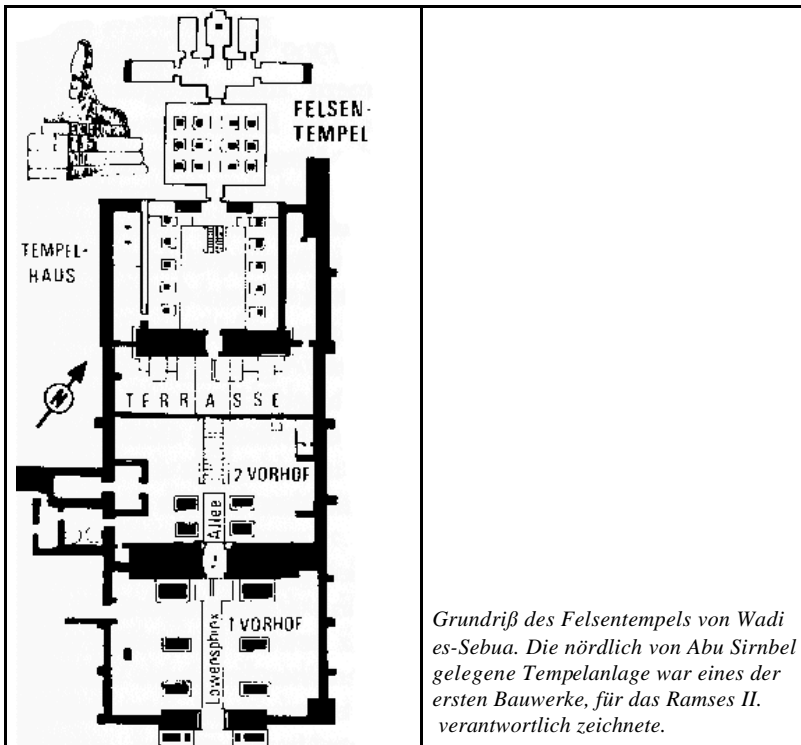 FELSEN-
TEMPEL
TEMPEL-
HAUS
N
TERRASSE
2 VORHOF
Allee
1 VORHOF
Löwensphinx
Grundriß des Felsentempels von Wadi
es-Sebua. Die nördlich von Abu Sirnbel
gelegene Tempelanlage war eines der
ersten Bauwerke, für das Ramses II.
verantwortlich zeichnete.